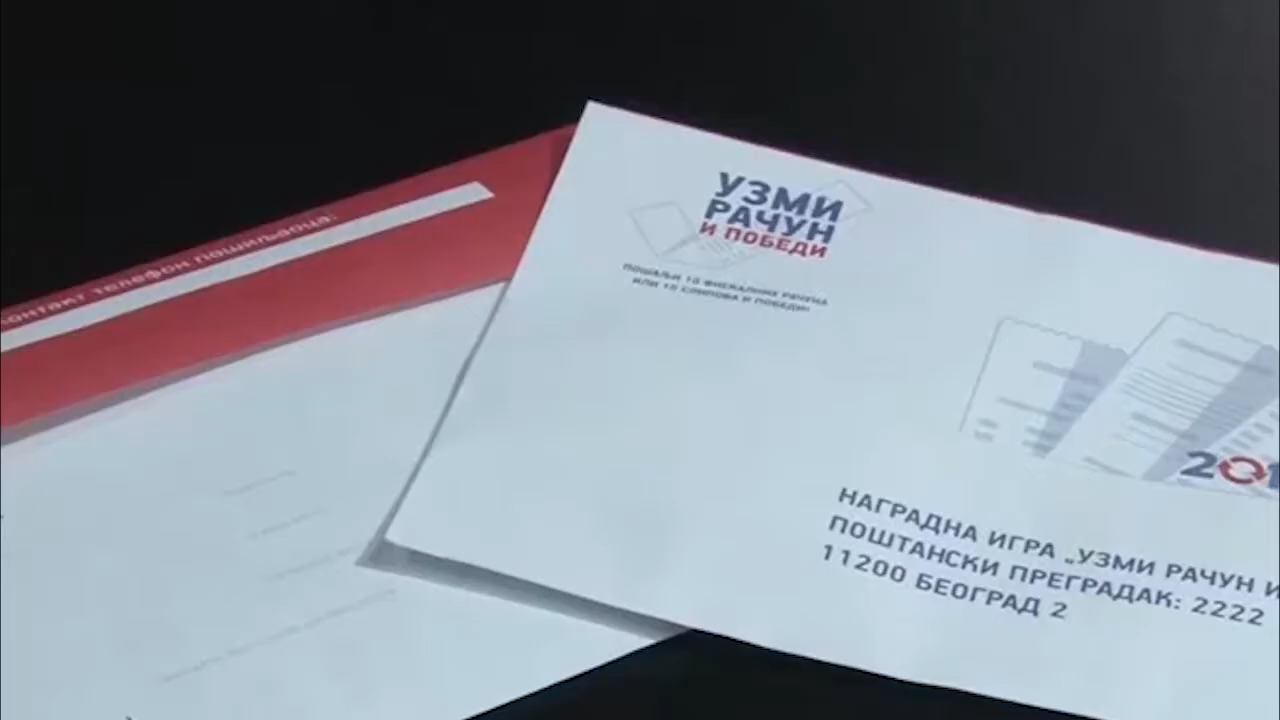 контакт телефон пошиљаоца:
УЗМИ
РАЧУН
И ПОБЕДИ
ПОШАЉИ 10 ФИСКАЛНИХ РАЧУНА
ИЛИ 10 СЛИПОВА И ПОБЕДИ!
НАГРАДНА ИГРА „УЗМИ РАЧУН И
ПОШТАНСКИ ПРЕГРАДАК: 2222
11200 БЕОГРАД 2